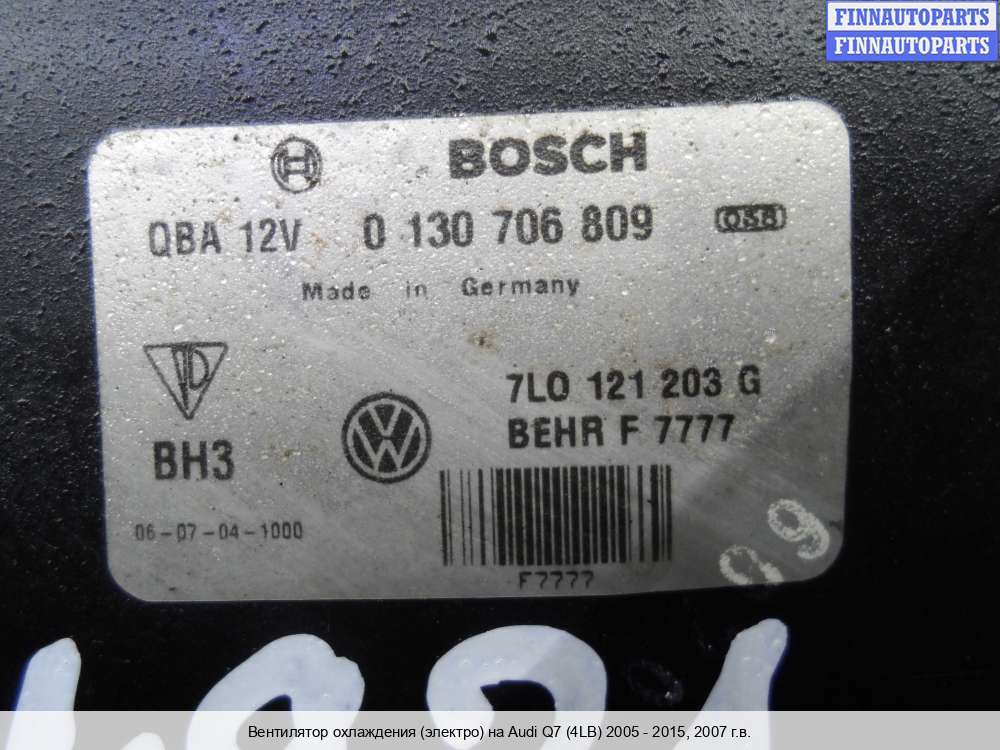 FINNAUTOPARTS
FINNAUTOPARTS
BOSCH
QBA 12V 0 130 706 809 038
Made in Germany
7L0 121 203 G
BEHR F 7777
BH3
06-07-04-1000
F7777
Вентилятор охлаждения (электро) на Audi Q7 (4LB) 2005 - 2015, 2007 г.в.